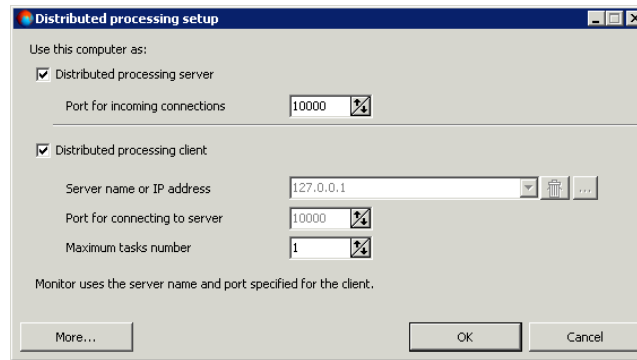 Distributed processing setup
Use this computer as:
Distributed processing server
Port for incoming connections 10000
Distributed processing client
Server name or IP address 127.0.0.1 ...
Port for connecting to server 10000
Maximum tasks number 1
Monitor uses the server name and port specified for the client.
More... OK Cancel